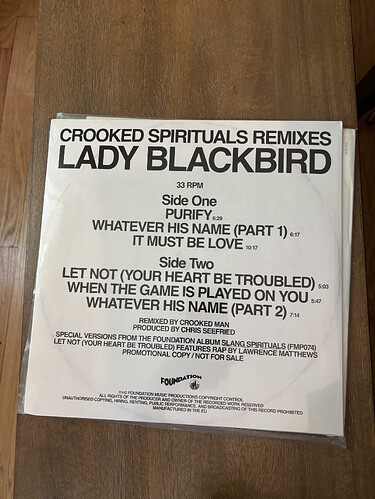 CROOKED SPIRITUALS REMIXES
LADY BLACKBIRD
33 RPM
Side One
PURIFY 6:29
WHATEVER HIS NAME (PART 1) 6:17
IT MUST BE LOVE 10:17
Side Two
LET NOT (YOUR HEART BE TROUBLED) 5:03
WHEN THE GAME IS PLAYED ON YOU 5:47
WHATEVER HIS NAME (PART 2) 7:14
REMIXED BY CROOKED MAN
PRODUCED BY CHRIS SEEFRIED
SPECIAL VERSIONS FROM THE FOUNDATION ALBUM SLANG SPIRITUALS (FMP074)
LET NOT (YOUR HEART BE TROUBLED) FEATURES RAP BY LAWRENCE MATTHEWS
PROMOTIONAL COPY / NOT FOR SALE
FOUNDATION
FOUNDATION MUSIC PRODUCTIONS COPYRIGHT CONTROL
ALL RIGHTS OF THE PRODUCER AND OWNER OF THE RECORDED WORK RESERVED
UNAUTHORISED COPYING, HIRING, RENTING, PUBLIC PERFORMANCE, AND BROADCASTING OF THIS RECORD PROHIBITED
MANUFACTURED IN THE EU